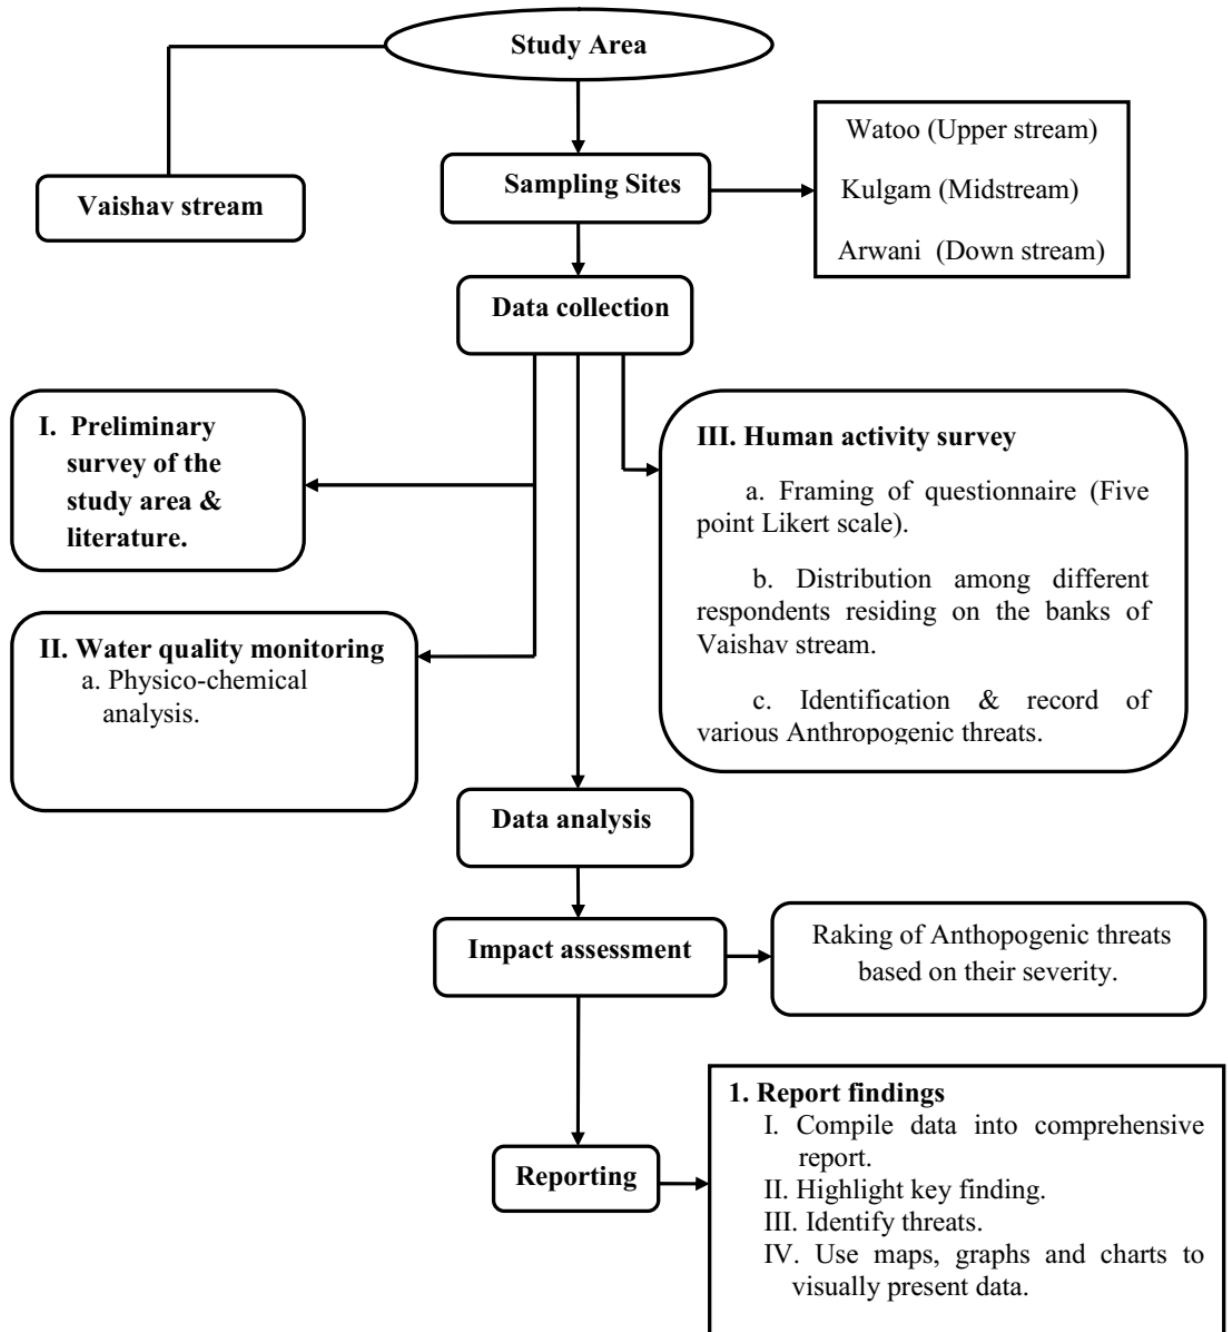 Study Area
Vaishav stream
Sampling Sites
Watoo (Upper stream)
Kulgam (Midstream)
Arwani (Down stream)
Data collection
I. Preliminary
survey of the
study area &
literature.
II. Water quality monitoring
a. Physico-chemical
analysis.
III. Human activity survey
a. Framing of questionnaire (Five
point Likert scale).
b. Distribution among different
respondents residing on the banks of
Vaishav stream.
c. Identification & record of
various Anthropogenic threats.
Data analysis
Impact assessment
Raking of Anthopogenic threats
based on their severity.
Reporting
1. Report findings
I. Compile data into comprehensive
report.
II. Highlight key finding.
III. Identify threats.
IV. Use maps, graphs and charts to
visually present data.